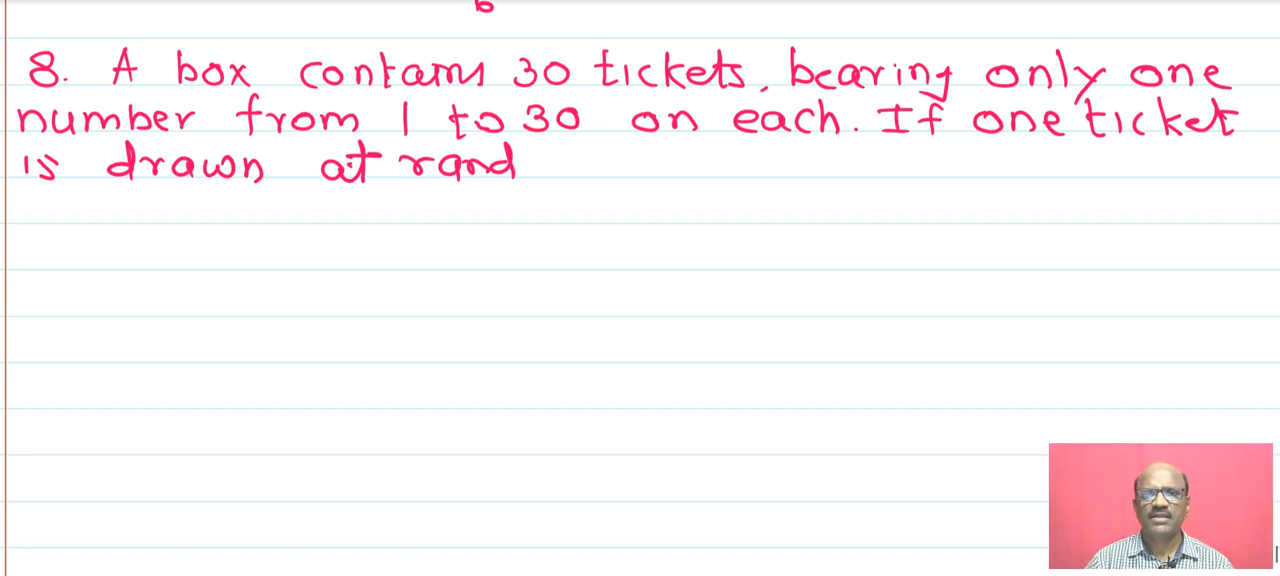 8. A box contains 30 tickets, bearing only one
number from 1 to 30 on each. If one ticket
is drawn at rand